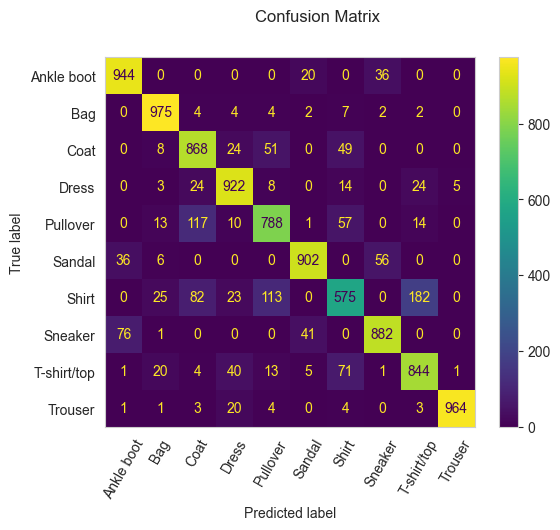 Confusion Matrix
Ankle boot 944 0 0 0 0 20 0 36 0 0
Bag 0 975 4 4 4 2 7 2 2 0
Coat 0 8 868 24 51 0 49 0 0 0
Dress 0 3 24 922 8 0 14 0 24 5
Pullover 0 13 117 10 788 1 57 0 14 0
Sandal 36 6 0 0 0 902 0 56 0 0
Shirt 0 25 82 23 113 0 575 0 182 0
Sneaker 76 1 0 0 0 41 0 882 0 0
T-shirt/top 1 20 4 40 13 5 71 1 844 1
Trouser 1 1 3 20 4 0 4 0 3 964
True label
Ankle boot Bag Coat Dress Pullover Sandal Shirt Sneaker T-shirt/top Trouser
Predicted label
800
600
400
200
0